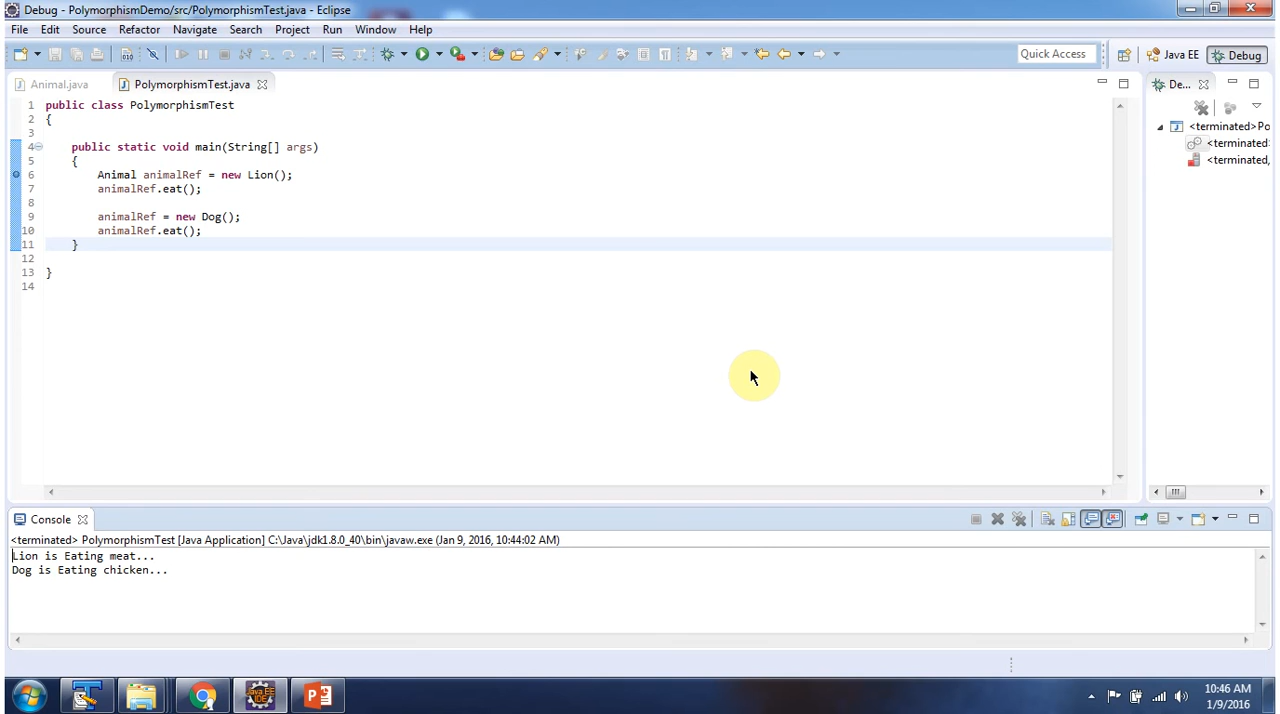 Debug - PolymorphismDemo/src/PolymorphismTest.java - Eclipse
File Edit Source Refactor Navigate Search Project Run Window Help
Quick Access Java EE Debug
Animal.java PolymorphismTest.java De...
1 public class PolymorphismTest
2 {
3
4 public static void main(String[] args)
5 {
6 Animal animalRef = new Lion();
7 animalRef.eat();
8
9 animalRef = new Dog();
10 animalRef.eat();
11 }
12
13 }
14
<terminated>Po
<terminated:
<terminated,
Console
<terminated> PolymorphismTest [Java Application] C:\Java\jdk1.8.0_40\bin\javaw.exe (Jan 9, 2016, 10:44:02 AM)
Lion is Eating meat...
Dog is Eating chicken...
Java EE
IDE
10:46 AM
1/9/2016